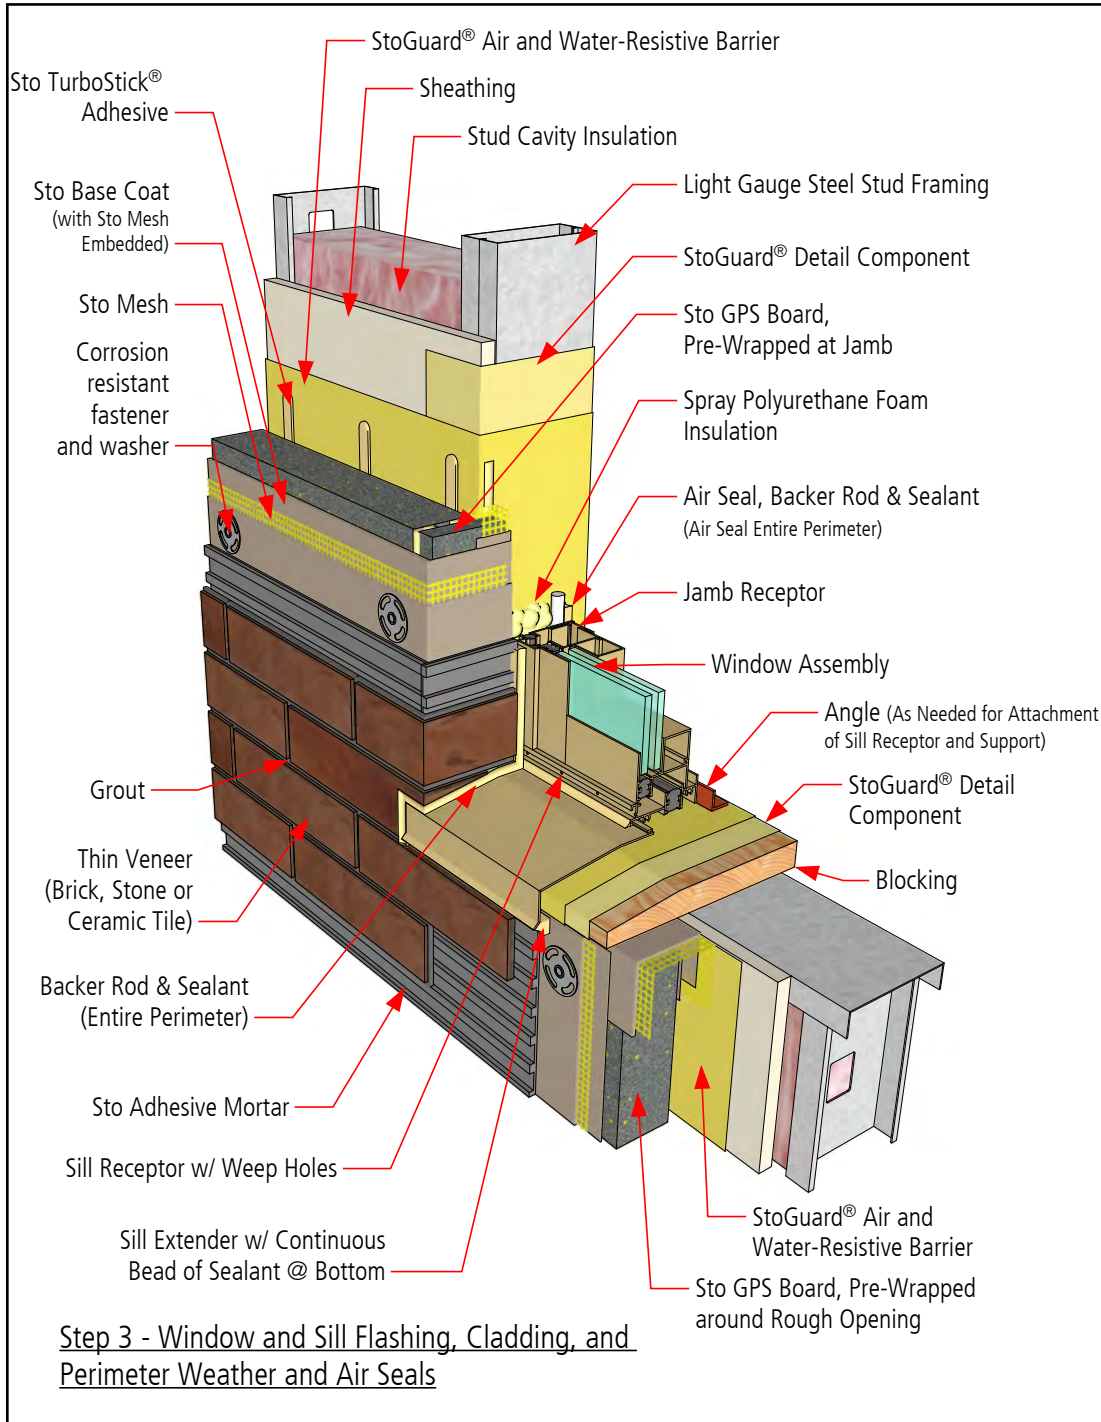 StoGuard® Air and Water-Resistive Barrier
Sto TurboStick®
Adhesive
Sheathing
Stud Cavity Insulation
Sto Base Coat
(with Sto Mesh
Embedded)
Light Gauge Steel Stud Framing
StoGuard® Detail Component
Sto Mesh
Sto GPS Board,
Pre-Wrapped at Jamb
Corrosion
resistant
fastener
and washer
Spray Polyurethane Foam
Insulation
Air Seal, Backer Rod & Sealant
(Air Seal Entire Perimeter)
Jamb Receptor
Window Assembly
Angle (As Needed for Attachment
of Sill Receptor and Support)
Grout
StoGuard® Detail
Component
Thin Veneer
(Brick, Stone or
Ceramic Tile)
Blocking
Backer Rod & Sealant
(Entire Perimeter)
Sto Adhesive Mortar
Sill Receptor w/ Weep Holes
StoGuard® Air and
Water-Resistive Barrier
Sill Extender w/ Continuous
Bead of Sealant @ Bottom
Sto GPS Board, Pre-Wrapped
around Rough Opening
Step 3 - Window and Sill Flashing, Cladding, and
Perimeter Weather and Air Seals